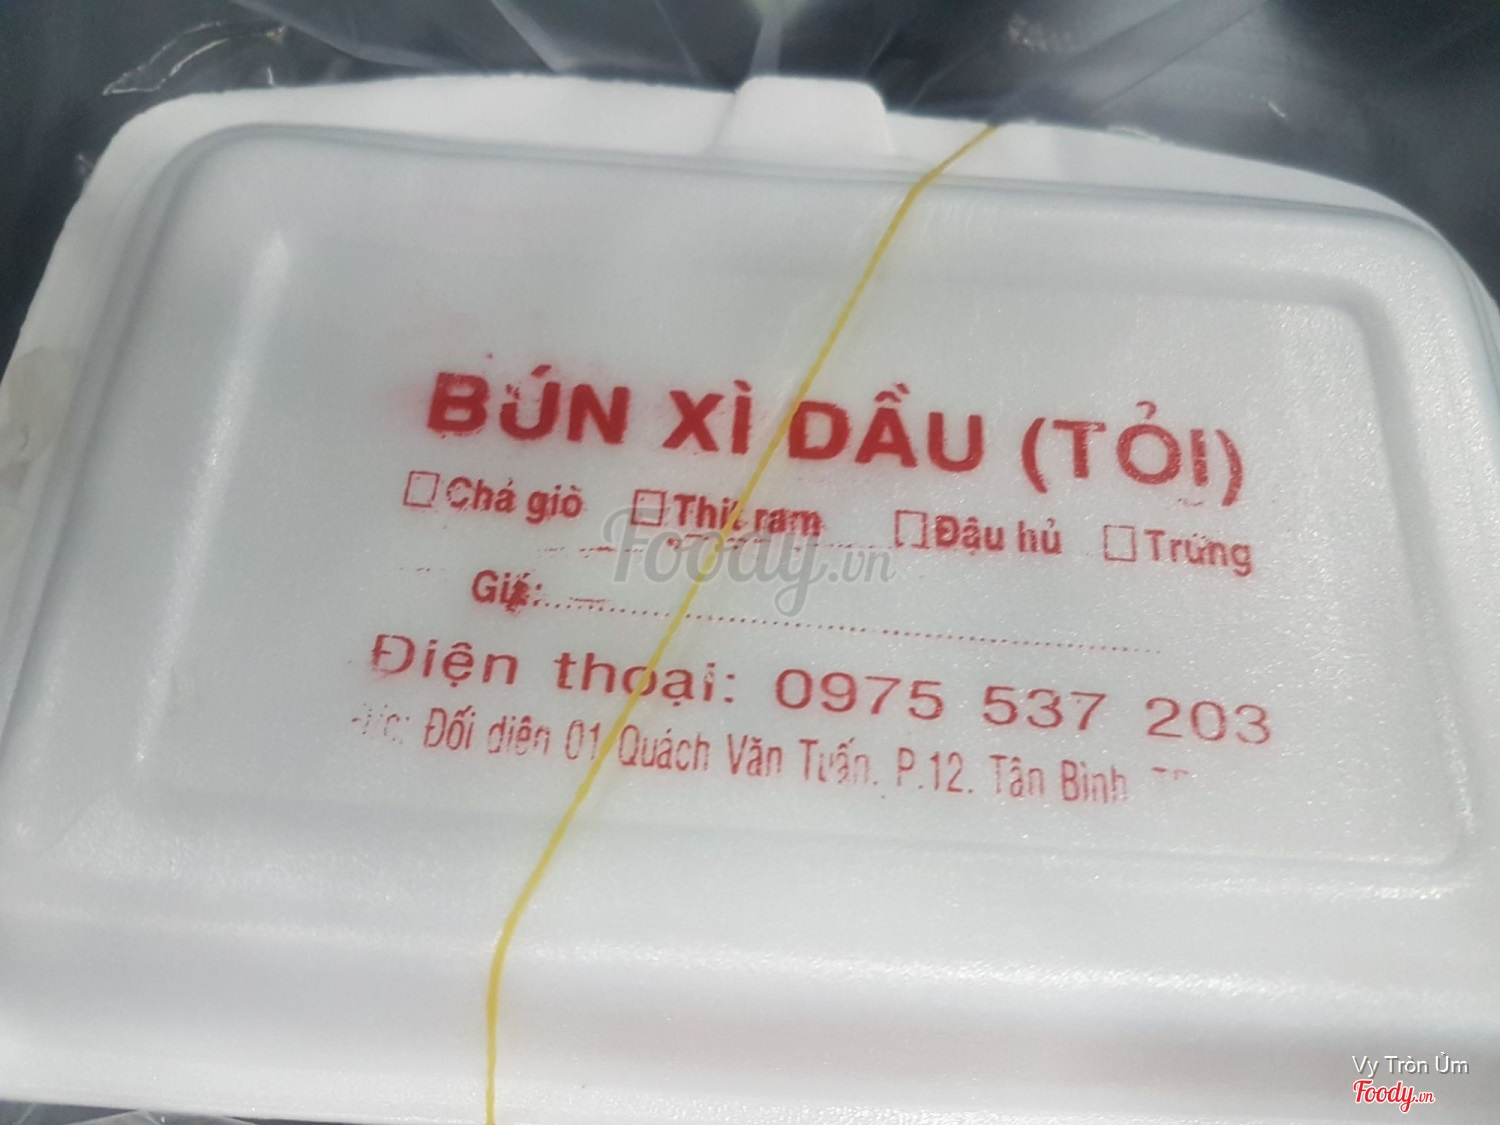 BÚN XÌ DẦU (TỎI)
☐ Chả giò ☐ Thịt ram ☐ Đậu hủ ☐ Trứng
Giá:
Điện thoại: 0975 537 203
Đối diện 01 Quách Văn Tuấn. P.12. Tân Bình
Foody.vn
Vy Tròn Ủm
Foody.vn